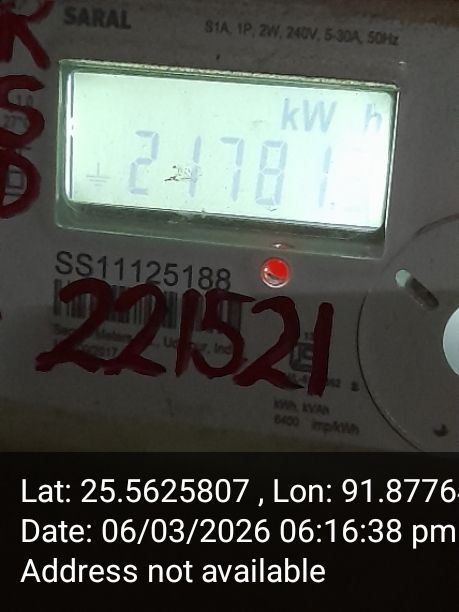 SARAL
S1A, 1P, 2W, 240V, 5-30A, 50Hz
kW h
21781
SS11125188
221521
kWh, kVAh
6400 imp/kWh
Lat: 25.5625807 , Lon: 91.8776
Date: 06/03/2026 06:16:38 pm
Address not available